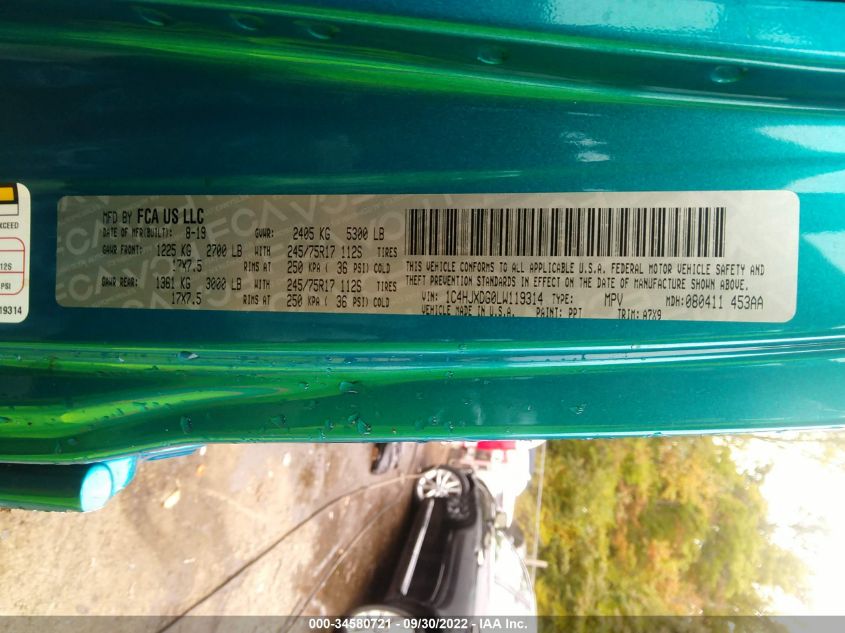 XCEED
112S
PSI
19314
MFD BY FCA US LLC
DATE OF MFR(BUILT): 8-19 GVWR: 2405 KG 5300 LB
GAWR FRONT: 1225 KG 2700 LB WITH 245/75R17 112S TIRES
17X7.5 RIMS AT 250 KPA ( 36 PSI) COLD
GAWR REAR: 1361 KG 3000 LB WITH 245/75R17 112S TIRES
17X7.5 RIMS AT 250 KPA ( 36 PSI) COLD
THIS VEHICLE CONFORMS TO ALL APPLICABLE U.S.A. FEDERAL MOTOR VEHICLE SAFETY AND
THEFT PREVENTION STANDARDS IN EFFECT ON THE DATE OF MANUFACTURE SHOWN ABOVE.
VIN: 1C4HJXDG0LW119314 TYPE: MPV MDH: 080411 453AA
VEHICLE MADE IN U.S.A. PAINT: PPT TRIM: A7X9
000-34580721 - 09/30/2022 - IAA Inc.